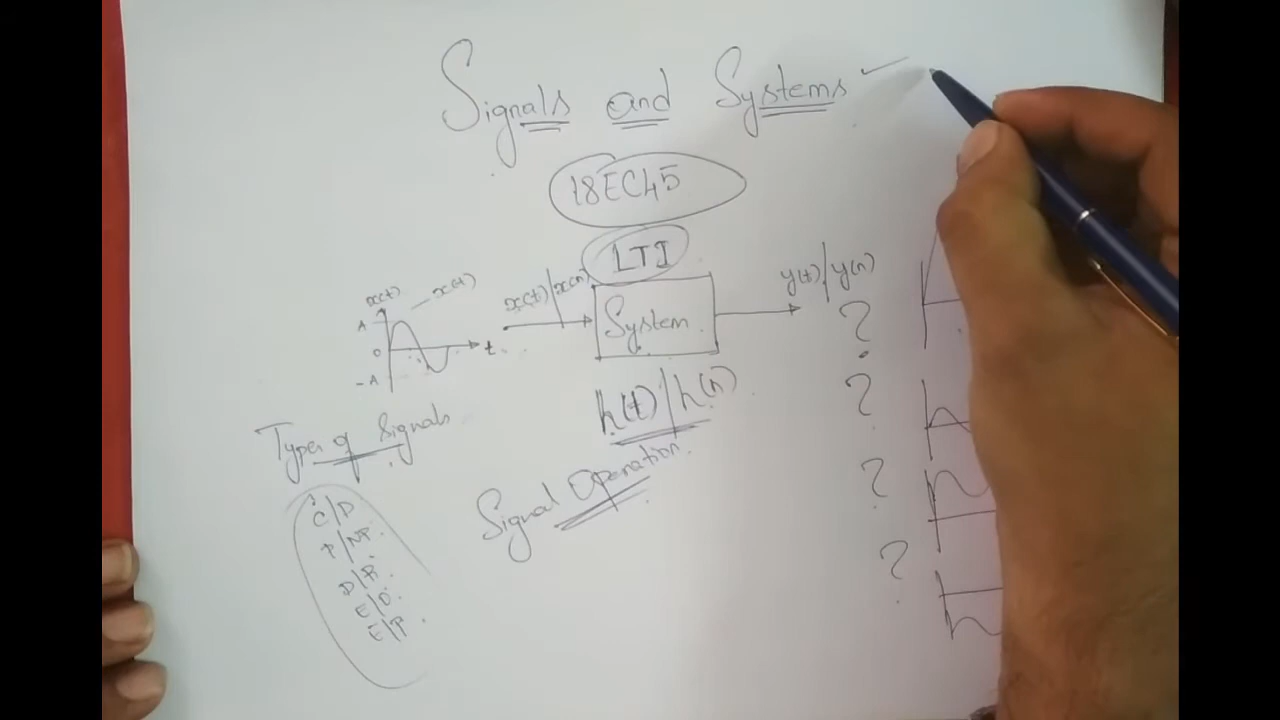 Signals and Systems
18EC45
LTI
x(t)
x(t)
A
0
-A
t
x(t)/x(n)
System
y(t)/y(n)
?
?
?
?
h(t)/h(n)
Types of Signals
Signal Operation
C/D
P/NP
D/R
E/O
E/P